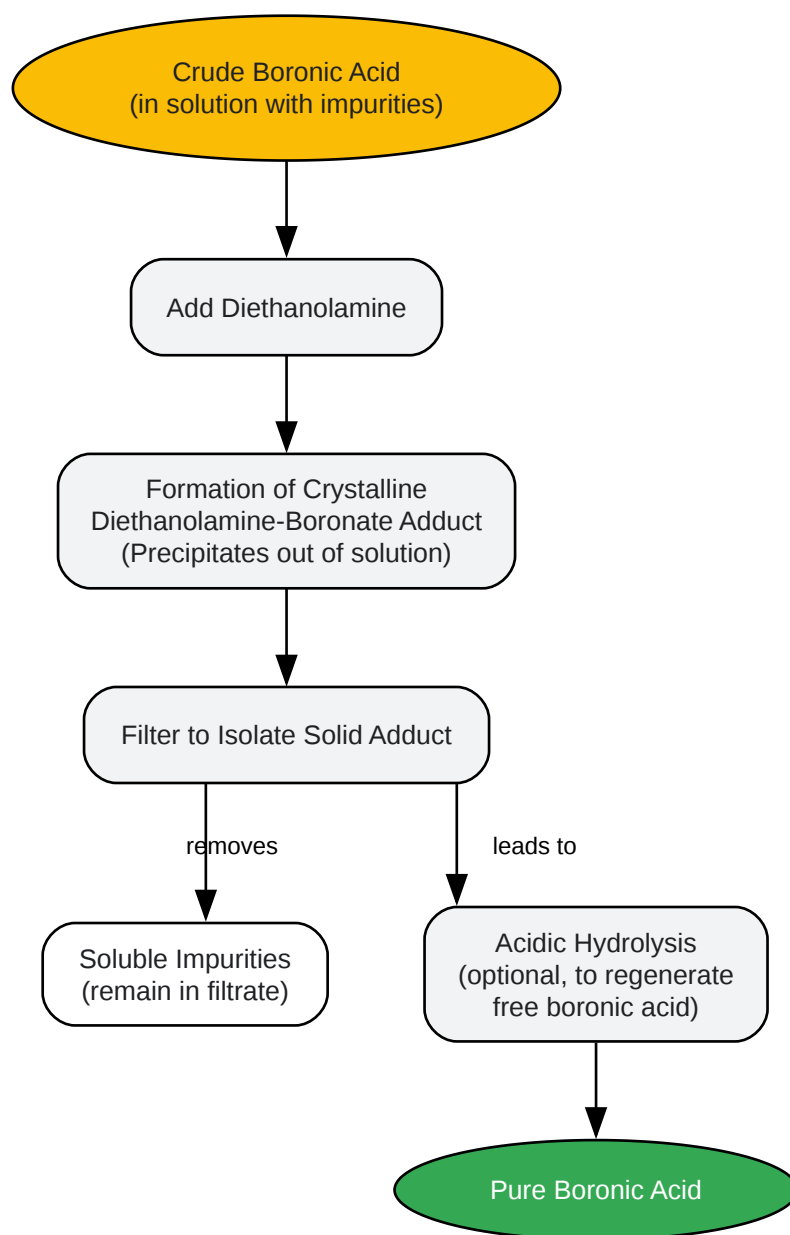 Crude Boronic Acid
(in solution with impurities)
Add Diethanolamine
Formation of Crystalline
Diethanolamine-Boronate Adduct
(Precipitates out of solution)
Filter to Isolate Solid Adduct
removes
leads to
Soluble Impurities
(remain in filtrate)
Acidic Hydrolysis
(optional, to regenerate
free boronic acid)
Pure Boronic Acid